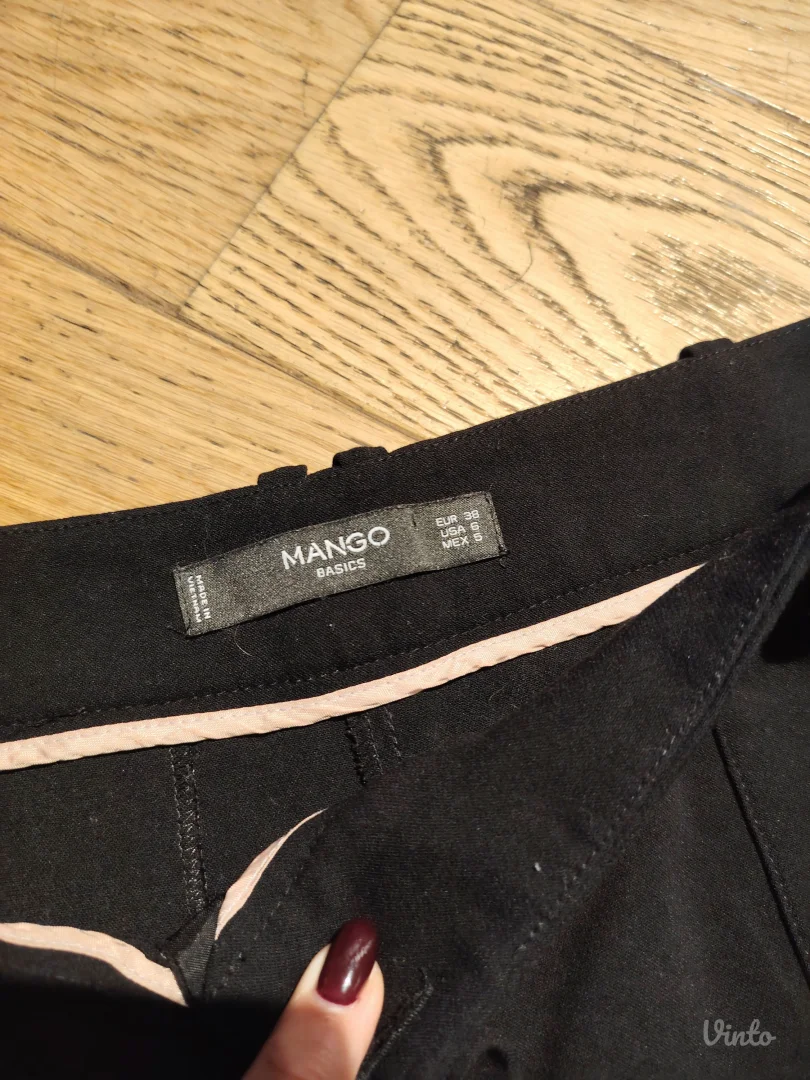 MANGO
BASICS
EUR 38
USA 6
MEX 5
MADE IN
VIETNAM
Vinto